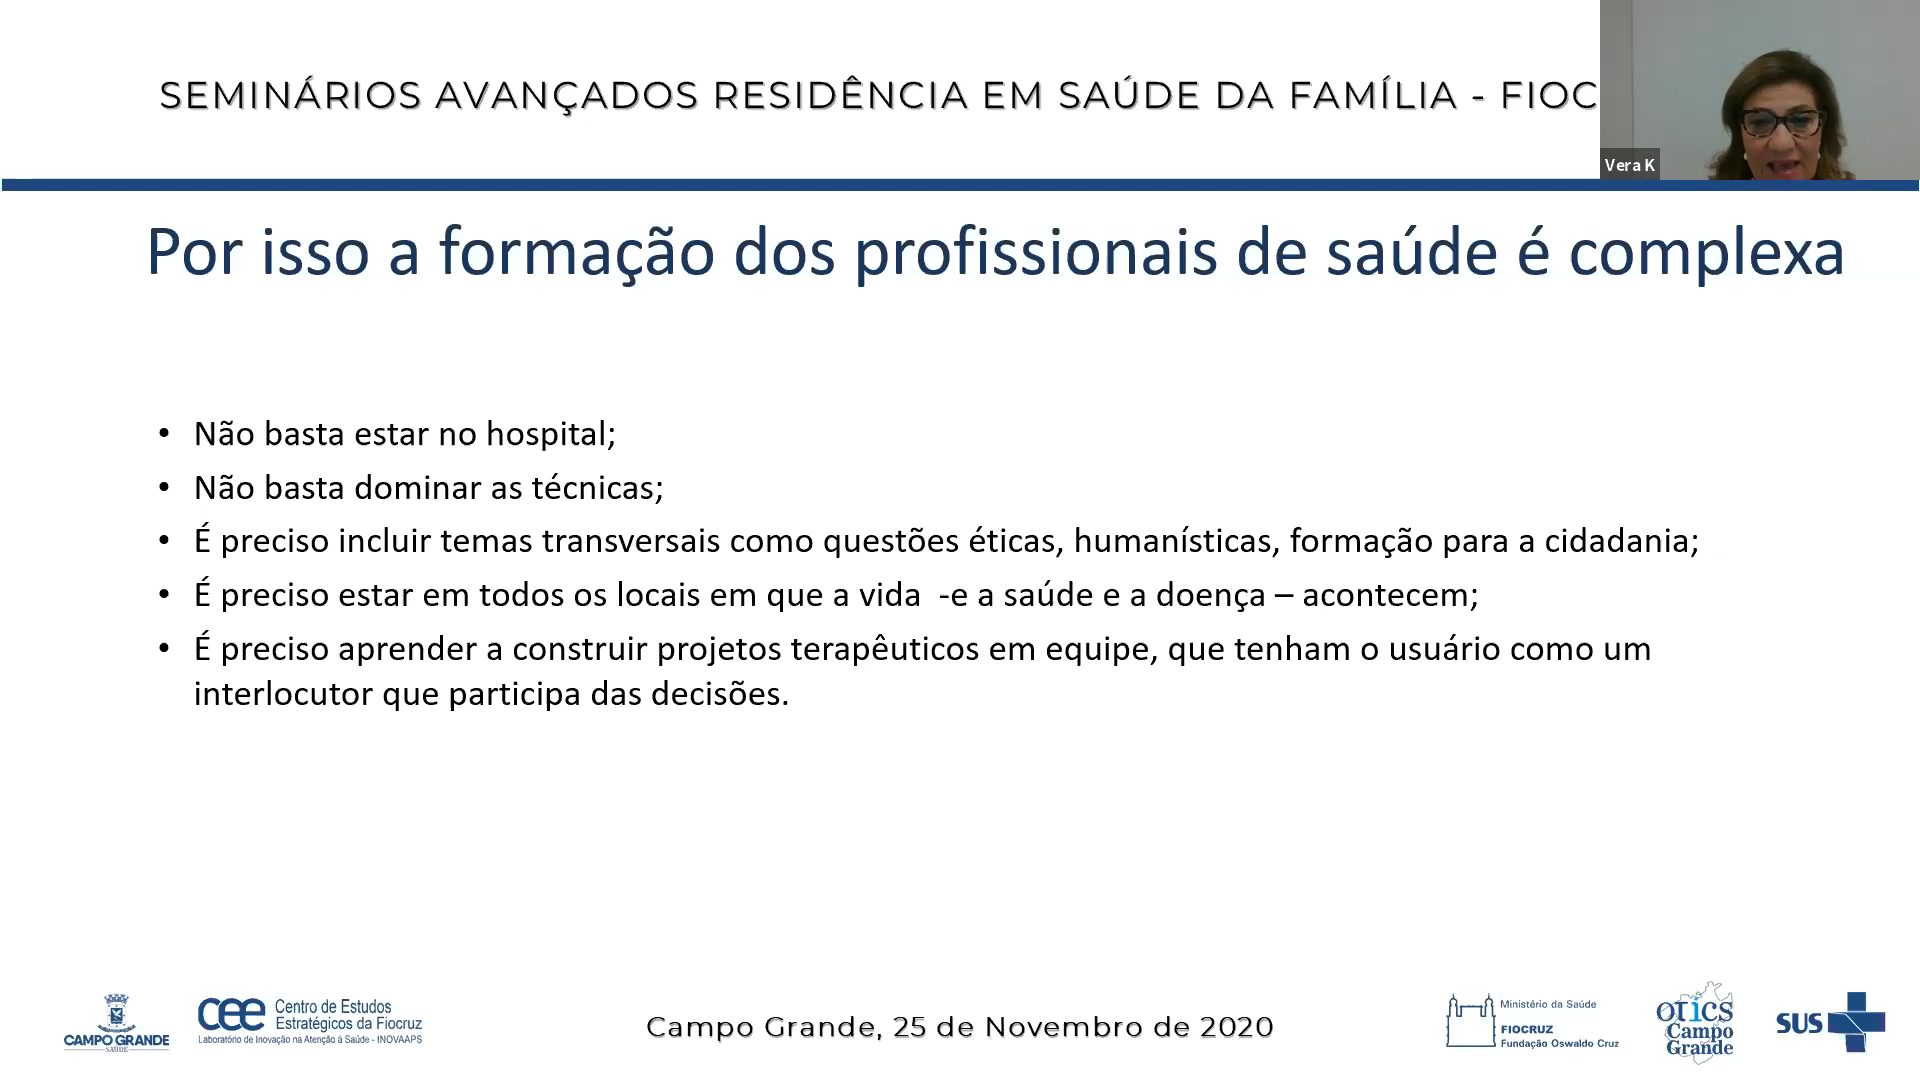 SEMINÁRIOS AVANÇADOS RESIDÊNCIA EM SAÚDE DA FAMÍLIA - FIOC
Vera K
Por isso a formação dos profissionais de saúde é complexa
• Não basta estar no hospital;
• Não basta dominar as técnicas;
• É preciso incluir temas transversais como questões éticas, humanísticas, formação para a cidadania;
• É preciso estar em todos os locais em que a vida  -e a saúde e a doença – acontecem;
• É preciso aprender a construir projetos terapêuticos em equipe, que tenham o usuário como um
interlocutor que participa das decisões.
CAMPO GRANDE
SAÚDE
cee
Centro de Estudos
Estratégicos da Fiocruz
Laboratório de Inovação na Atenção à Saúde - INOVAAPS
Campo Grande, 25 de Novembro de 2020
Ministério da Saúde
FIOCRUZ
Fundação Oswaldo Cruz
OTICS
Campo
Grande
SUS